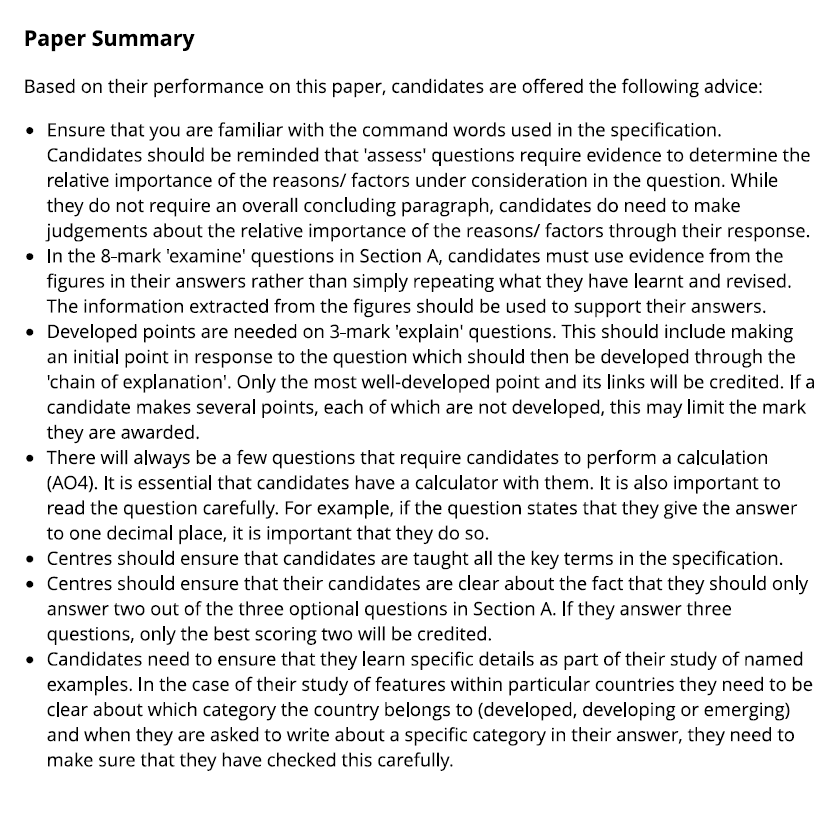 Paper Summary
Based on their performance on this paper, candidates are offered the following advice:
• Ensure that you are familiar with the command words used in the specification.
Candidates should be reminded that 'assess' questions require evidence to determine the
relative importance of the reasons/ factors under consideration in the question. While
they do not require an overall concluding paragraph, candidates do need to make
judgements about the relative importance of the reasons/ factors through their response.
• In the 8-mark 'examine' questions in Section A, candidates must use evidence from the
figures in their answers rather than simply repeating what they have learnt and revised.
The information extracted from the figures should be used to support their answers.
• Developed points are needed on 3-mark 'explain' questions. This should include making
an initial point in response to the question which should then be developed through the
'chain of explanation'. Only the most well-developed point and its links will be credited. If a
candidate makes several points, each of which are not developed, this may limit the mark
they are awarded.
• There will always be a few questions that require candidates to perform a calculation
(AO4). It is essential that candidates have a calculator with them. It is also important to
read the question carefully. For example, if the question states that they give the answer
to one decimal place, it is important that they do so.
• Centres should ensure that candidates are taught all the key terms in the specification.
• Centres should ensure that their candidates are clear about the fact that they should only
answer two out of the three optional questions in Section A. If they answer three
questions, only the best scoring two will be credited.
• Candidates need to ensure that they learn specific details as part of their study of named
examples. In the case of their study of features within particular countries they need to be
clear about which category the country belongs to (developed, developing or emerging)
and when they are asked to write about a specific category in their answer, they need to
make sure that they have checked this carefully.